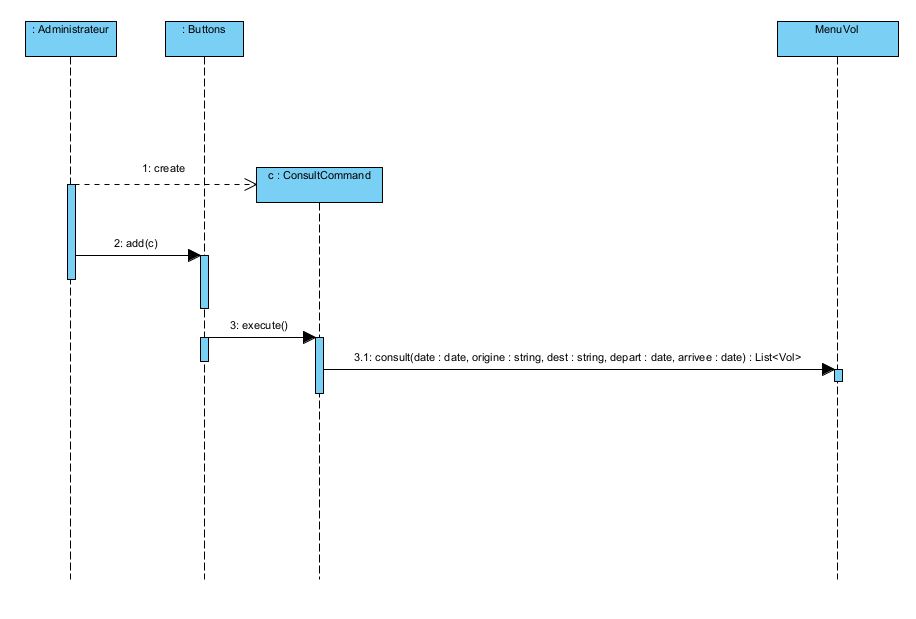 : Administrateur
: Buttons
MenuVol
1: create
c : ConsultCommand
2: add(c)
3: execute()
3.1: consult(date : date, origine : string, dest : string, depart : date, arrivee : date) : List<Vol>